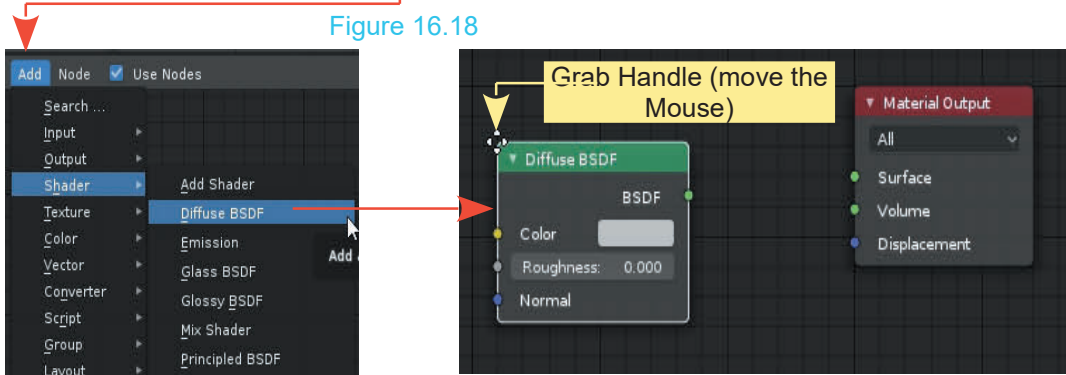 Figure 16.18
Add Node Use Nodes
Search ...
Input
Output
Shader
Texture
Color
Vector
Converter
Script
Group
Layout
Add Shader
Diffuse BSDF
Emission
Add
Glass BSDF
Glossy BSDF
Mix Shader
Principled BSDF
Grab Handle (move the
Mouse)
Diffuse BSDF
BSDF
Color
Roughness: 0.000
Normal
Material Output
All
Surface
Volume
Displacement